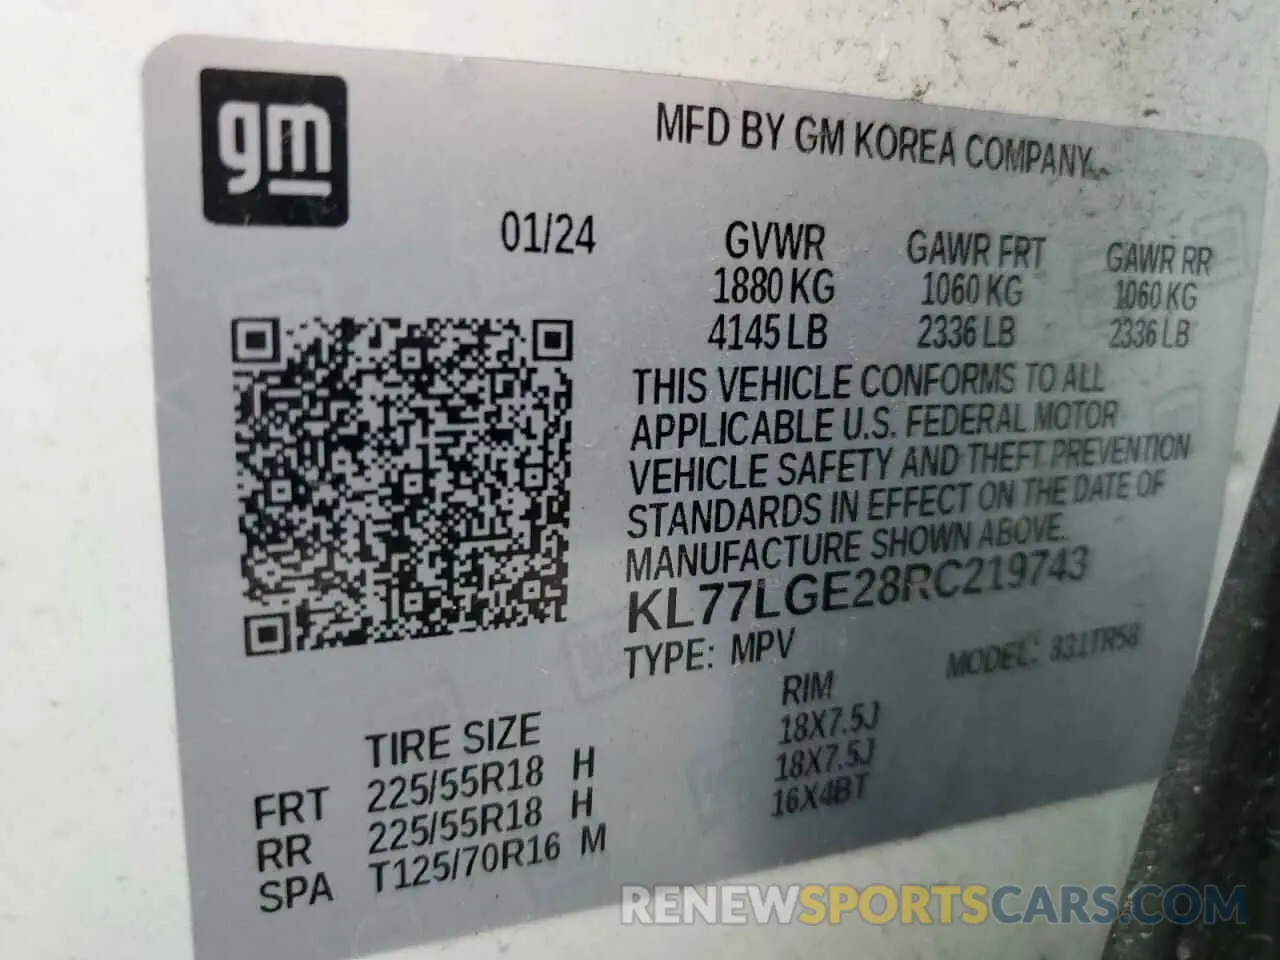 gm
MFD BY GM KOREA COMPANY
01/24
GVWR GAWR FRT GAWR RR
1880 KG 1060 KG 1060 KG
4145 LB 2336 LB 2336 LB
THIS VEHICLE CONFORMS TO ALL
APPLICABLE U.S. FEDERAL MOTOR
VEHICLE SAFETY AND THEFT PREVENTION
STANDARDS IN EFFECT ON THE DATE OF
MANUFACTURE SHOWN ABOVE.
KL77LGE28RC219743
TYPE: MPV MODEL: 831TR58
TIRE SIZE RIM
FRT 225/55R18 H 18X7.5J
RR 225/55R18 H 18X7.5J
SPA T125/70R16 M 16X4BT
RENEWSPORTSCARS.COM